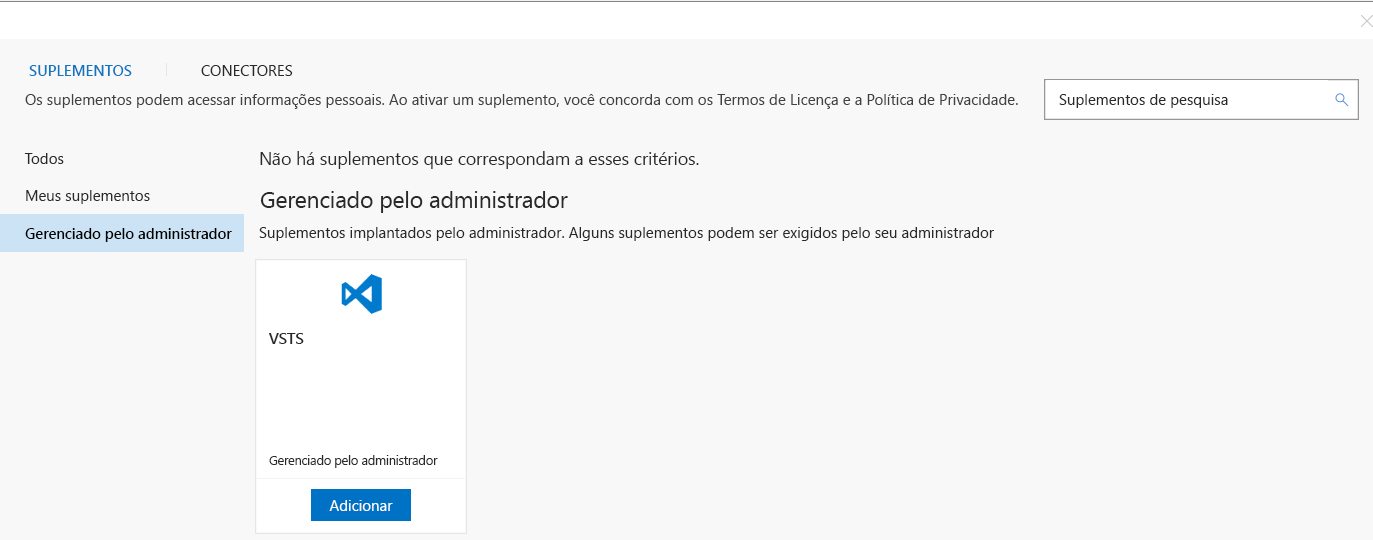 SUPLEMENTOS CONECTORES
Os suplementos podem acessar informações pessoais. Ao ativar um suplemento, você concorda com os Termos de Licença e a Política de Privacidade.
Suplementos de pesquisa
Todos
Meus suplementos
Gerenciado pelo administrador
Não há suplementos que correspondam a esses critérios.
Gerenciado pelo administrador
Suplementos implantados pelo administrador. Alguns suplementos podem ser exigidos pelo seu administrador
VSTS
Gerenciado pelo administrador
Adicionar